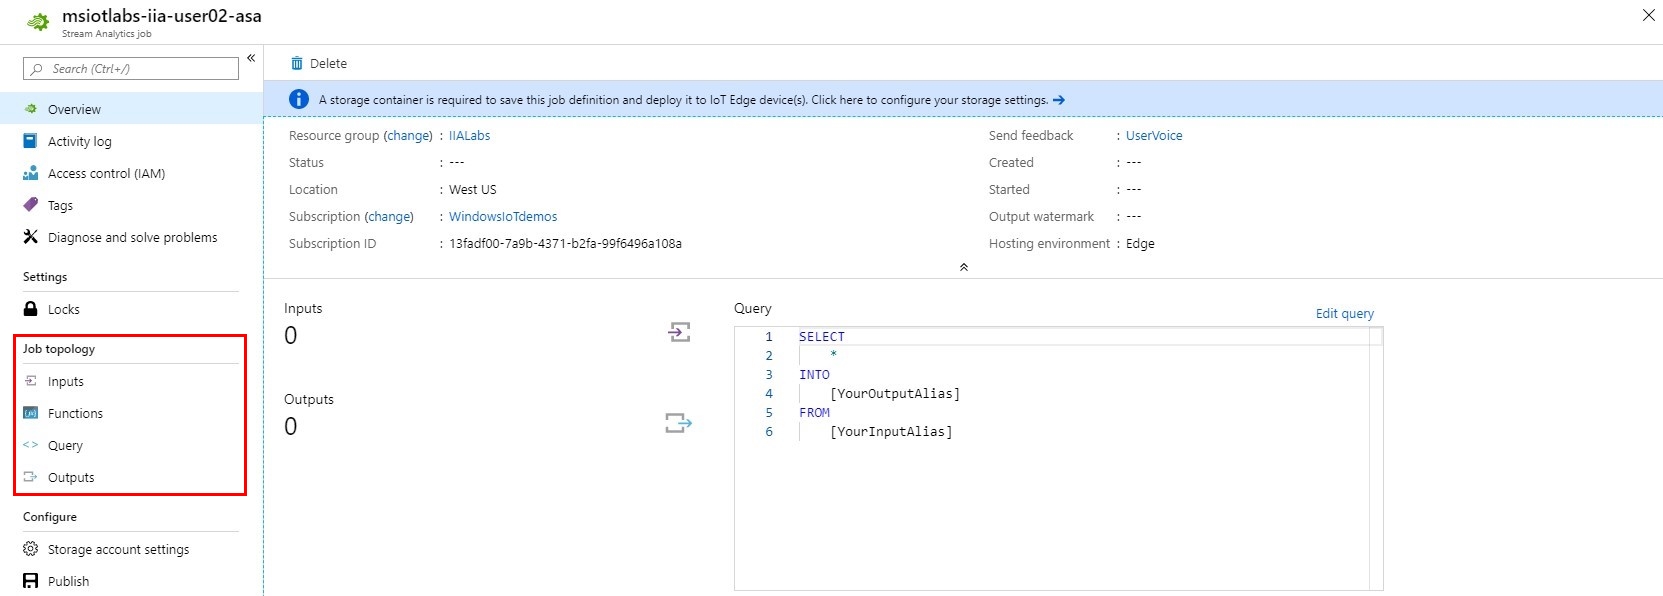 msiotlabs-iia-user02-asa
Stream Analytics job
Search (Ctrl+/)
Overview
Activity log
Access control (IAM)
Tags
Diagnose and solve problems
Settings
Locks
Job topology
Inputs
Functions
Query
Outputs
Configure
Storage account settings
Publish
Delete
A storage container is required to save this job definition and deploy it to IoT Edge device(s). Click here to configure your storage settings. →
Resource group (change) : IIALabs
Status : ---
Location : West US
Subscription (change) : WindowsIoTdemos
Subscription ID : 13fadf00-7a9b-4371-b2fa-99f6496a108a
Send feedback : UserVoice
Created : ---
Started : ---
Output watermark : ---
Hosting environment : Edge
Inputs
0
Outputs
0
Query
Edit query
1 SELECT
2 *
3 INTO
4 [YourOutputAlias]
5 FROM
6 [YourInputAlias]